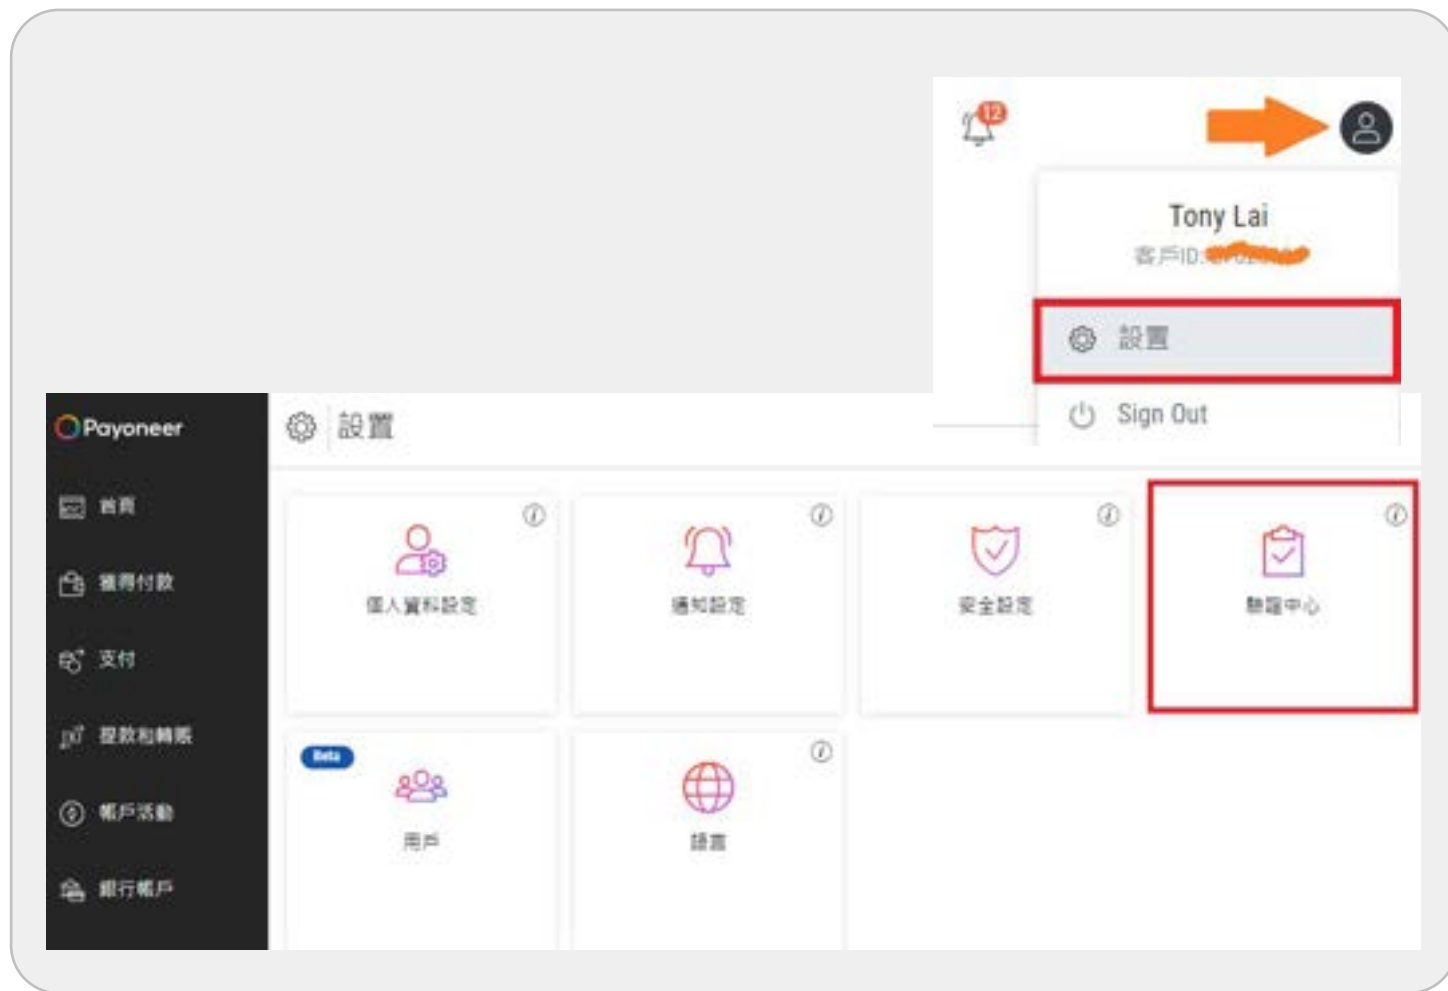 12
Tony Lai
客戶ID:
設置
Sign Out
Payoneer
設置
首頁
獲得付款
支付
提款和轉賬
帳戶活動
銀行帳戶
個人資料設定
通知設定
安全設定
驗證中心
Beta
用戶
語言